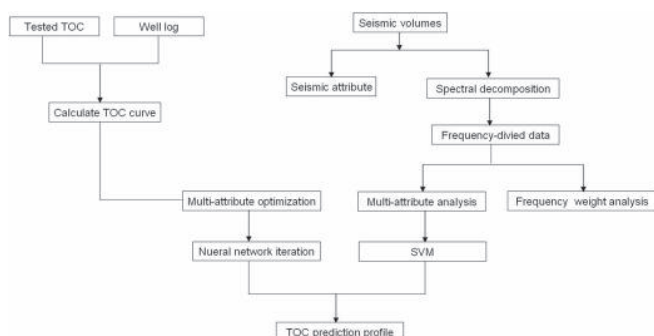 Tested TOC
Well log
Seismic volumes
Seismic attribute
Spectral decomposition
Calculate TOC curve
Frequency-divied data
Multi-attribute optimization
Multi-attribute analysis
Frequency weight analysis
Nueral network iteration
SVM
TOC prediction profile